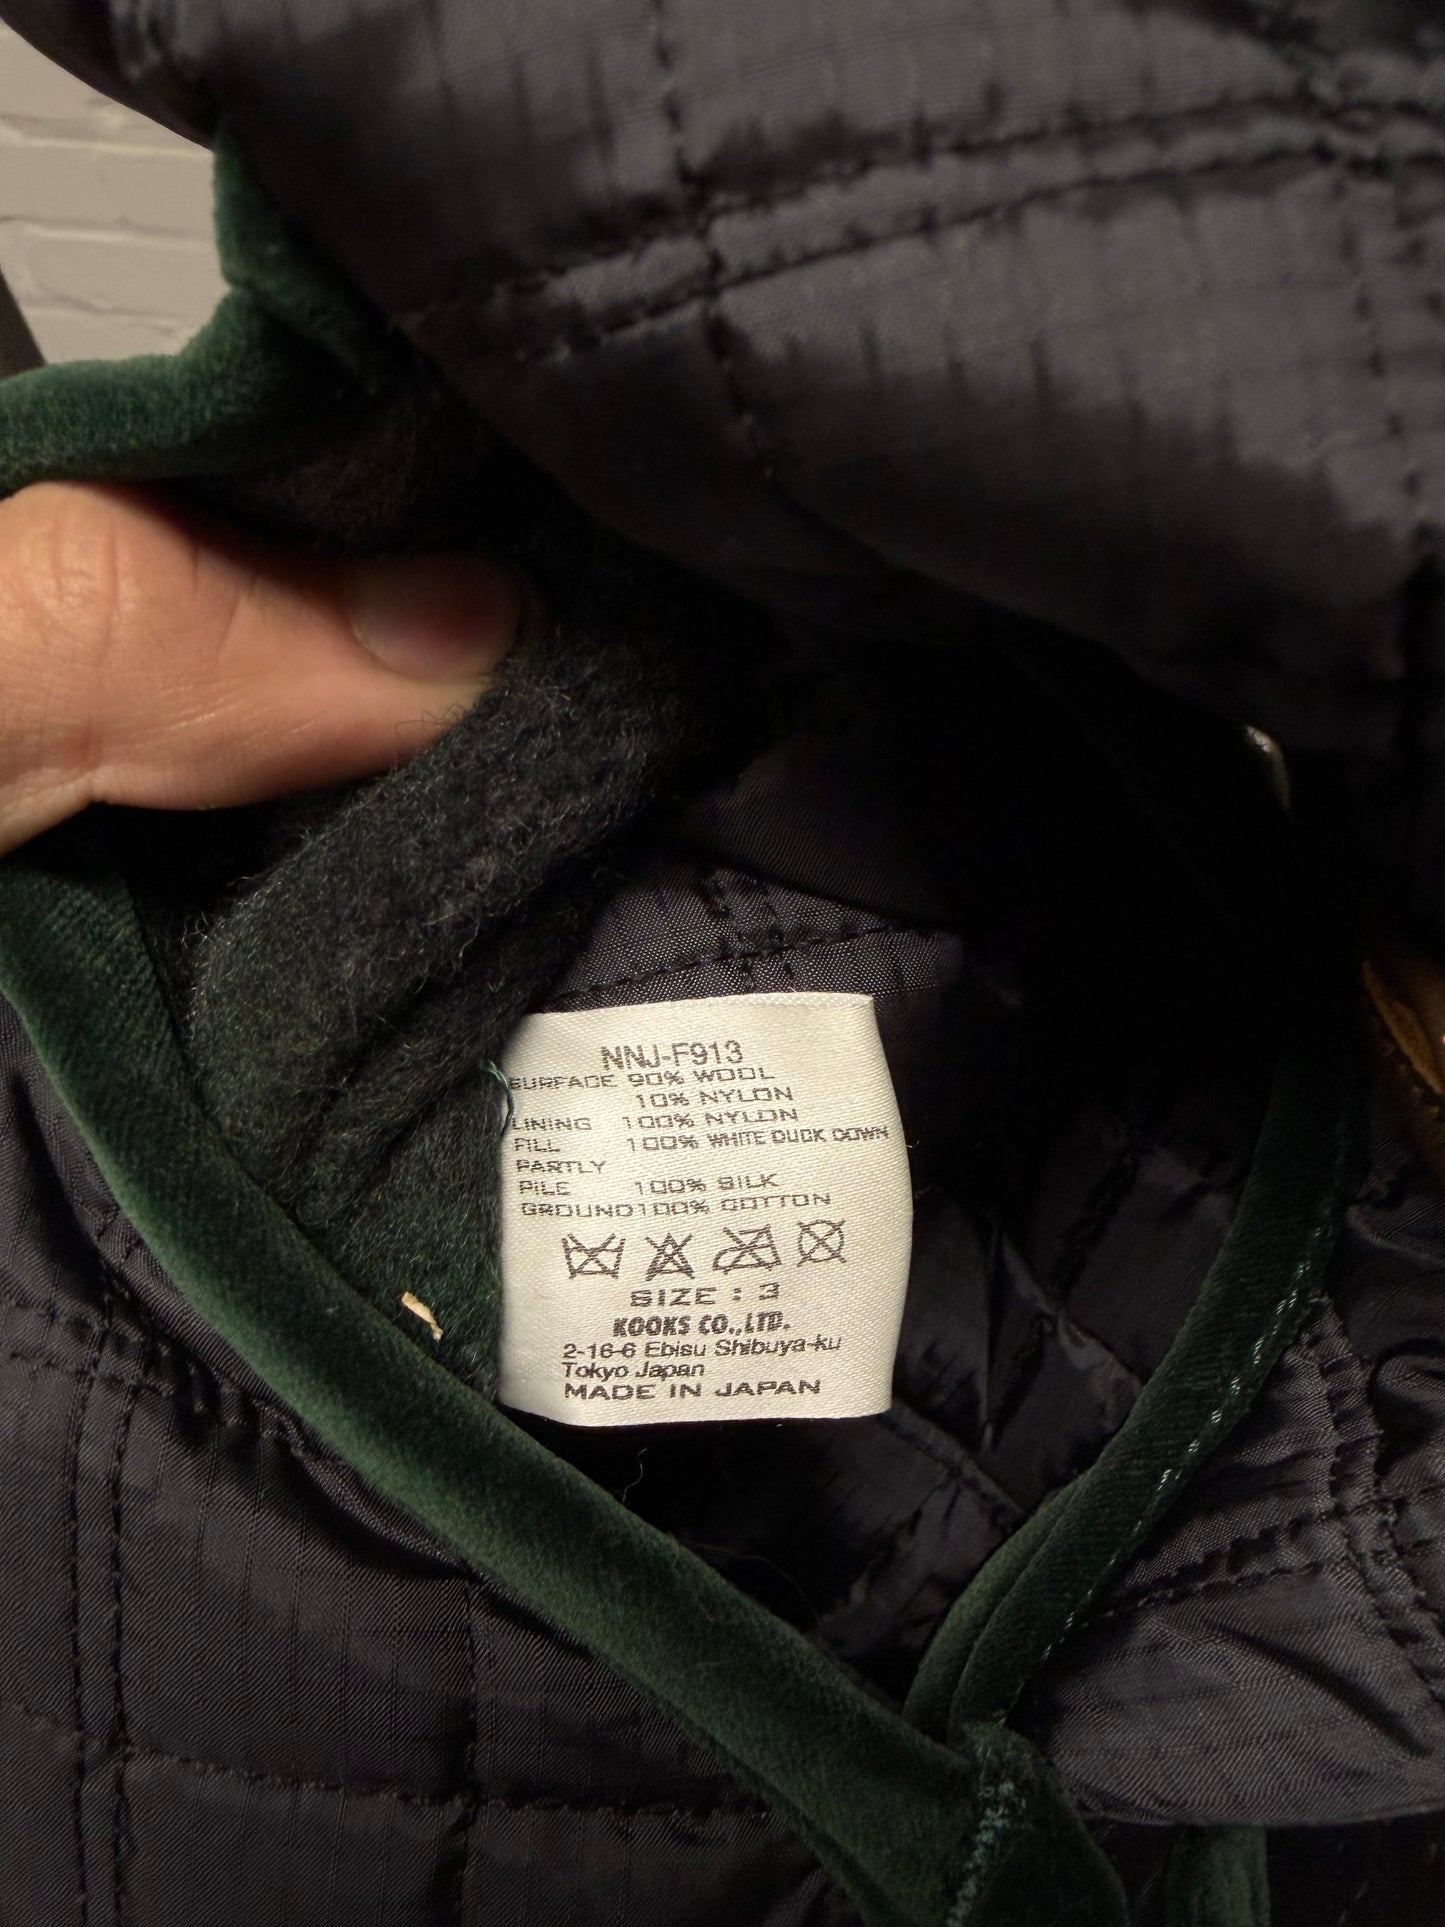 NNJ-F913
SURFACE 90% WOOL
10% NYLON
LINING 100% NYLON
FILL 100% WHITE DUCK DOWN
PARTLY
PILE 100% SILK
GROUND100% COTTON
SIZE : 3
KOOKS CO.,LTD.
2-16-6 Ebisu Shibuya-ku
Tokyo Japan
MADE IN JAPAN